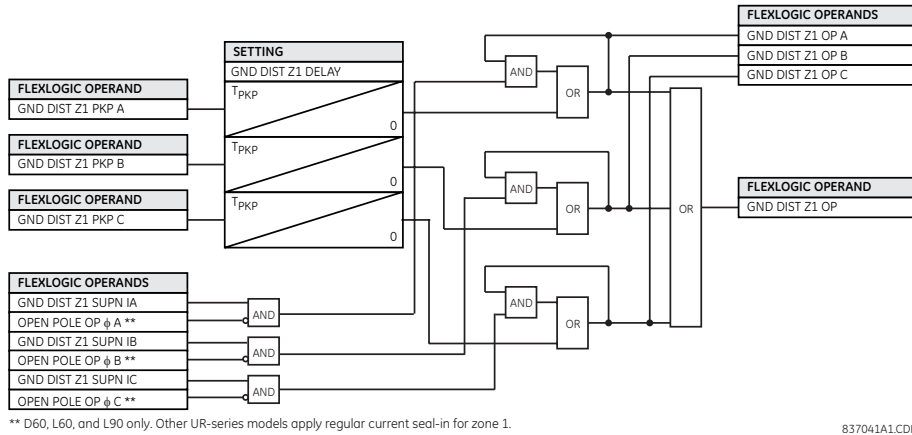 FLEXLOGIC OPERAND
GND DIST Z1 PKP A
FLEXLOGIC OPERAND
GND DIST Z1 PKP B
FLEXLOGIC OPERAND
GND DIST Z1 PKP C
SETTING
GND DIST Z1 DELAY
TPKP
0
TPKP
0
TPKP
0
FLEXLOGIC OPERANDS
GND DIST Z1 SUPN IA
OPEN POLE OP ϕ A **
GND DIST Z1 SUPN IB
OPEN POLE OP ϕ B **
GND DIST Z1 SUPN IC
OPEN POLE OP ϕ C **
AND
AND
AND
AND
OR
AND
OR
AND
OR
OR
FLEXLOGIC OPERANDS
GND DIST Z1 OP A
GND DIST Z1 OP B
GND DIST Z1 OP C
FLEXLOGIC OPERAND
GND DIST Z1 OP
** D60, L60, and L90 only. Other UR-series models apply regular current seal-in for zone 1.